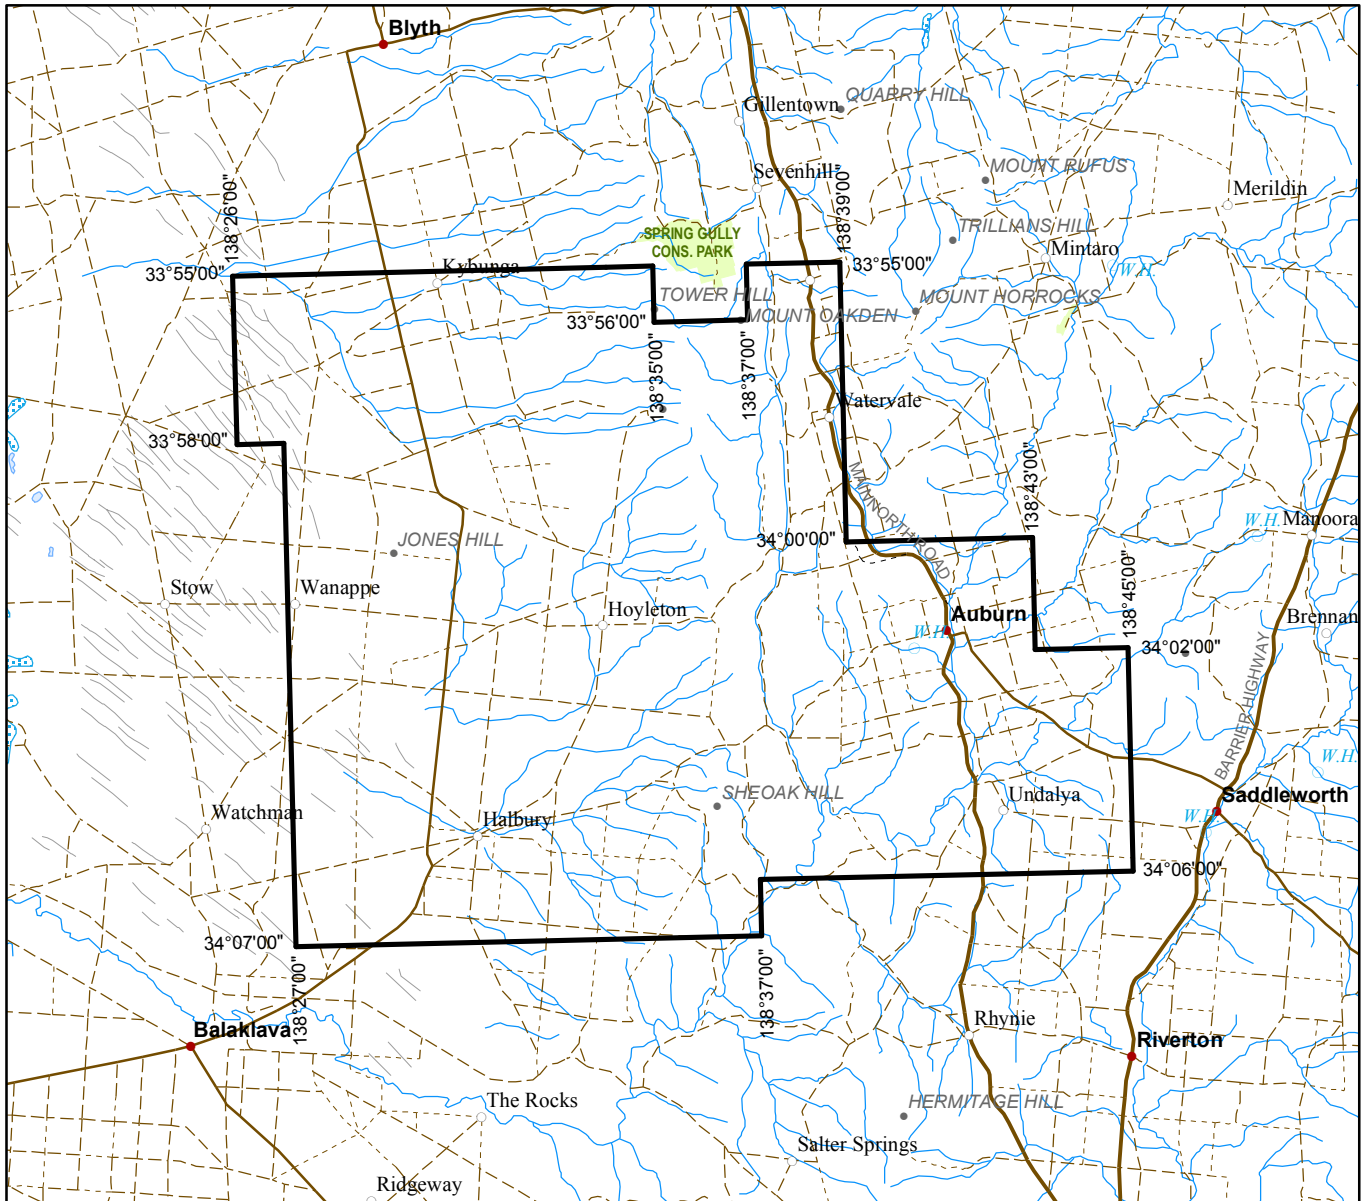 Blyth
Gillentown
QUARRY HILL
MOUNT RUFUS
Sevenhill
Merildin
138°26'00"
138°39'00"
TRILLIANS HILL
SPRING GULLY
CONS. PARK
Mintaro
33°55'00"
Kybunga
33°55'00"
W.H.
TOWER HILL
MOUNT HORROCKS
33°56'00"
MOUNT OAKDEN
138°35'00"
138°37'00"
Watervale
33°58'00"
MAIN NORTH ROAD
138°43'00"
W.H.
Manoora
JONES HILL
34°00'00"
Stow
Wanappe
Hoyleton
Auburn
W.H.
138°45'00"
Brennan
34°02'00"
BARRIER HIGHWAY
W.H.
SHEOAK HILL
Undalya
Saddleworth
W.H.
Watchman
Halbury
34°06'00"
34°07'00"
138°27'00"
138°37'00"
Rhynie
Balaklava
Riverton
The Rocks
HERMITAGE HILL
Salter Springs
Ridgeway